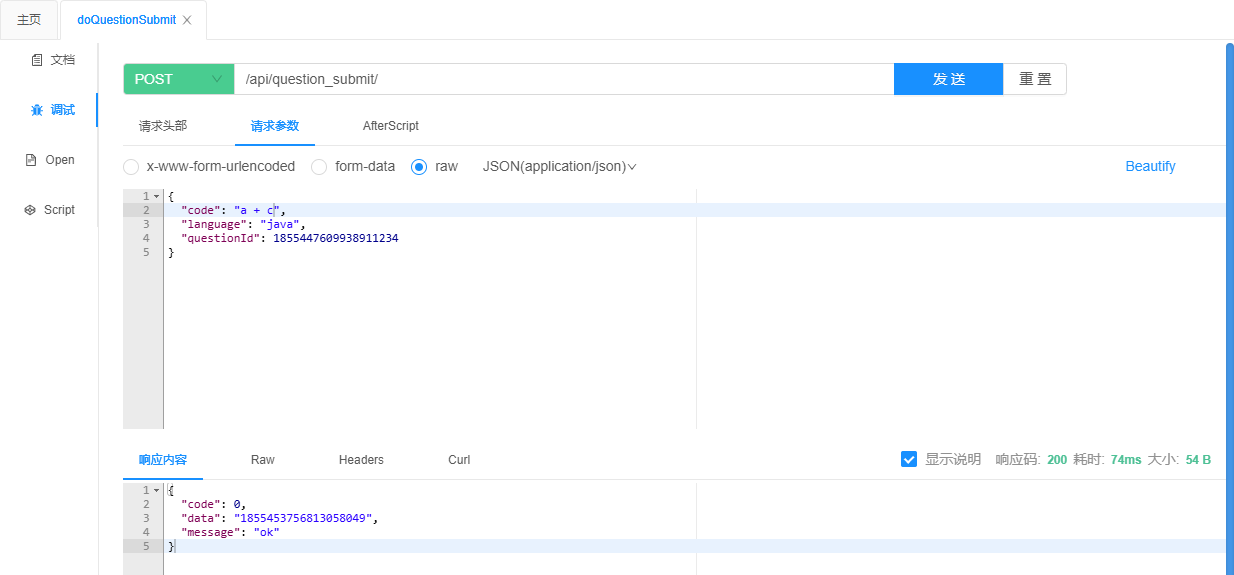 主页 doQuestionSubmit
文档
调试
Open
Script
POST /api/question_submit/ 发 送 重 置
请求头部 请求参数 AfterScript
x-www-form-urlencoded form-data raw JSON(application/json) Beautify
1 {
2 "code": "a + c",
3 "language": "java",
4 "questionId": 1855447609938911234
5 }
响应内容 Raw Headers Curl 显示说明 响应码: 200 耗时: 74ms 大小: 54 B
1 {
2 "code": 0,
3 "data": "1855453756813058049",
4 "message": "ok"
5 }